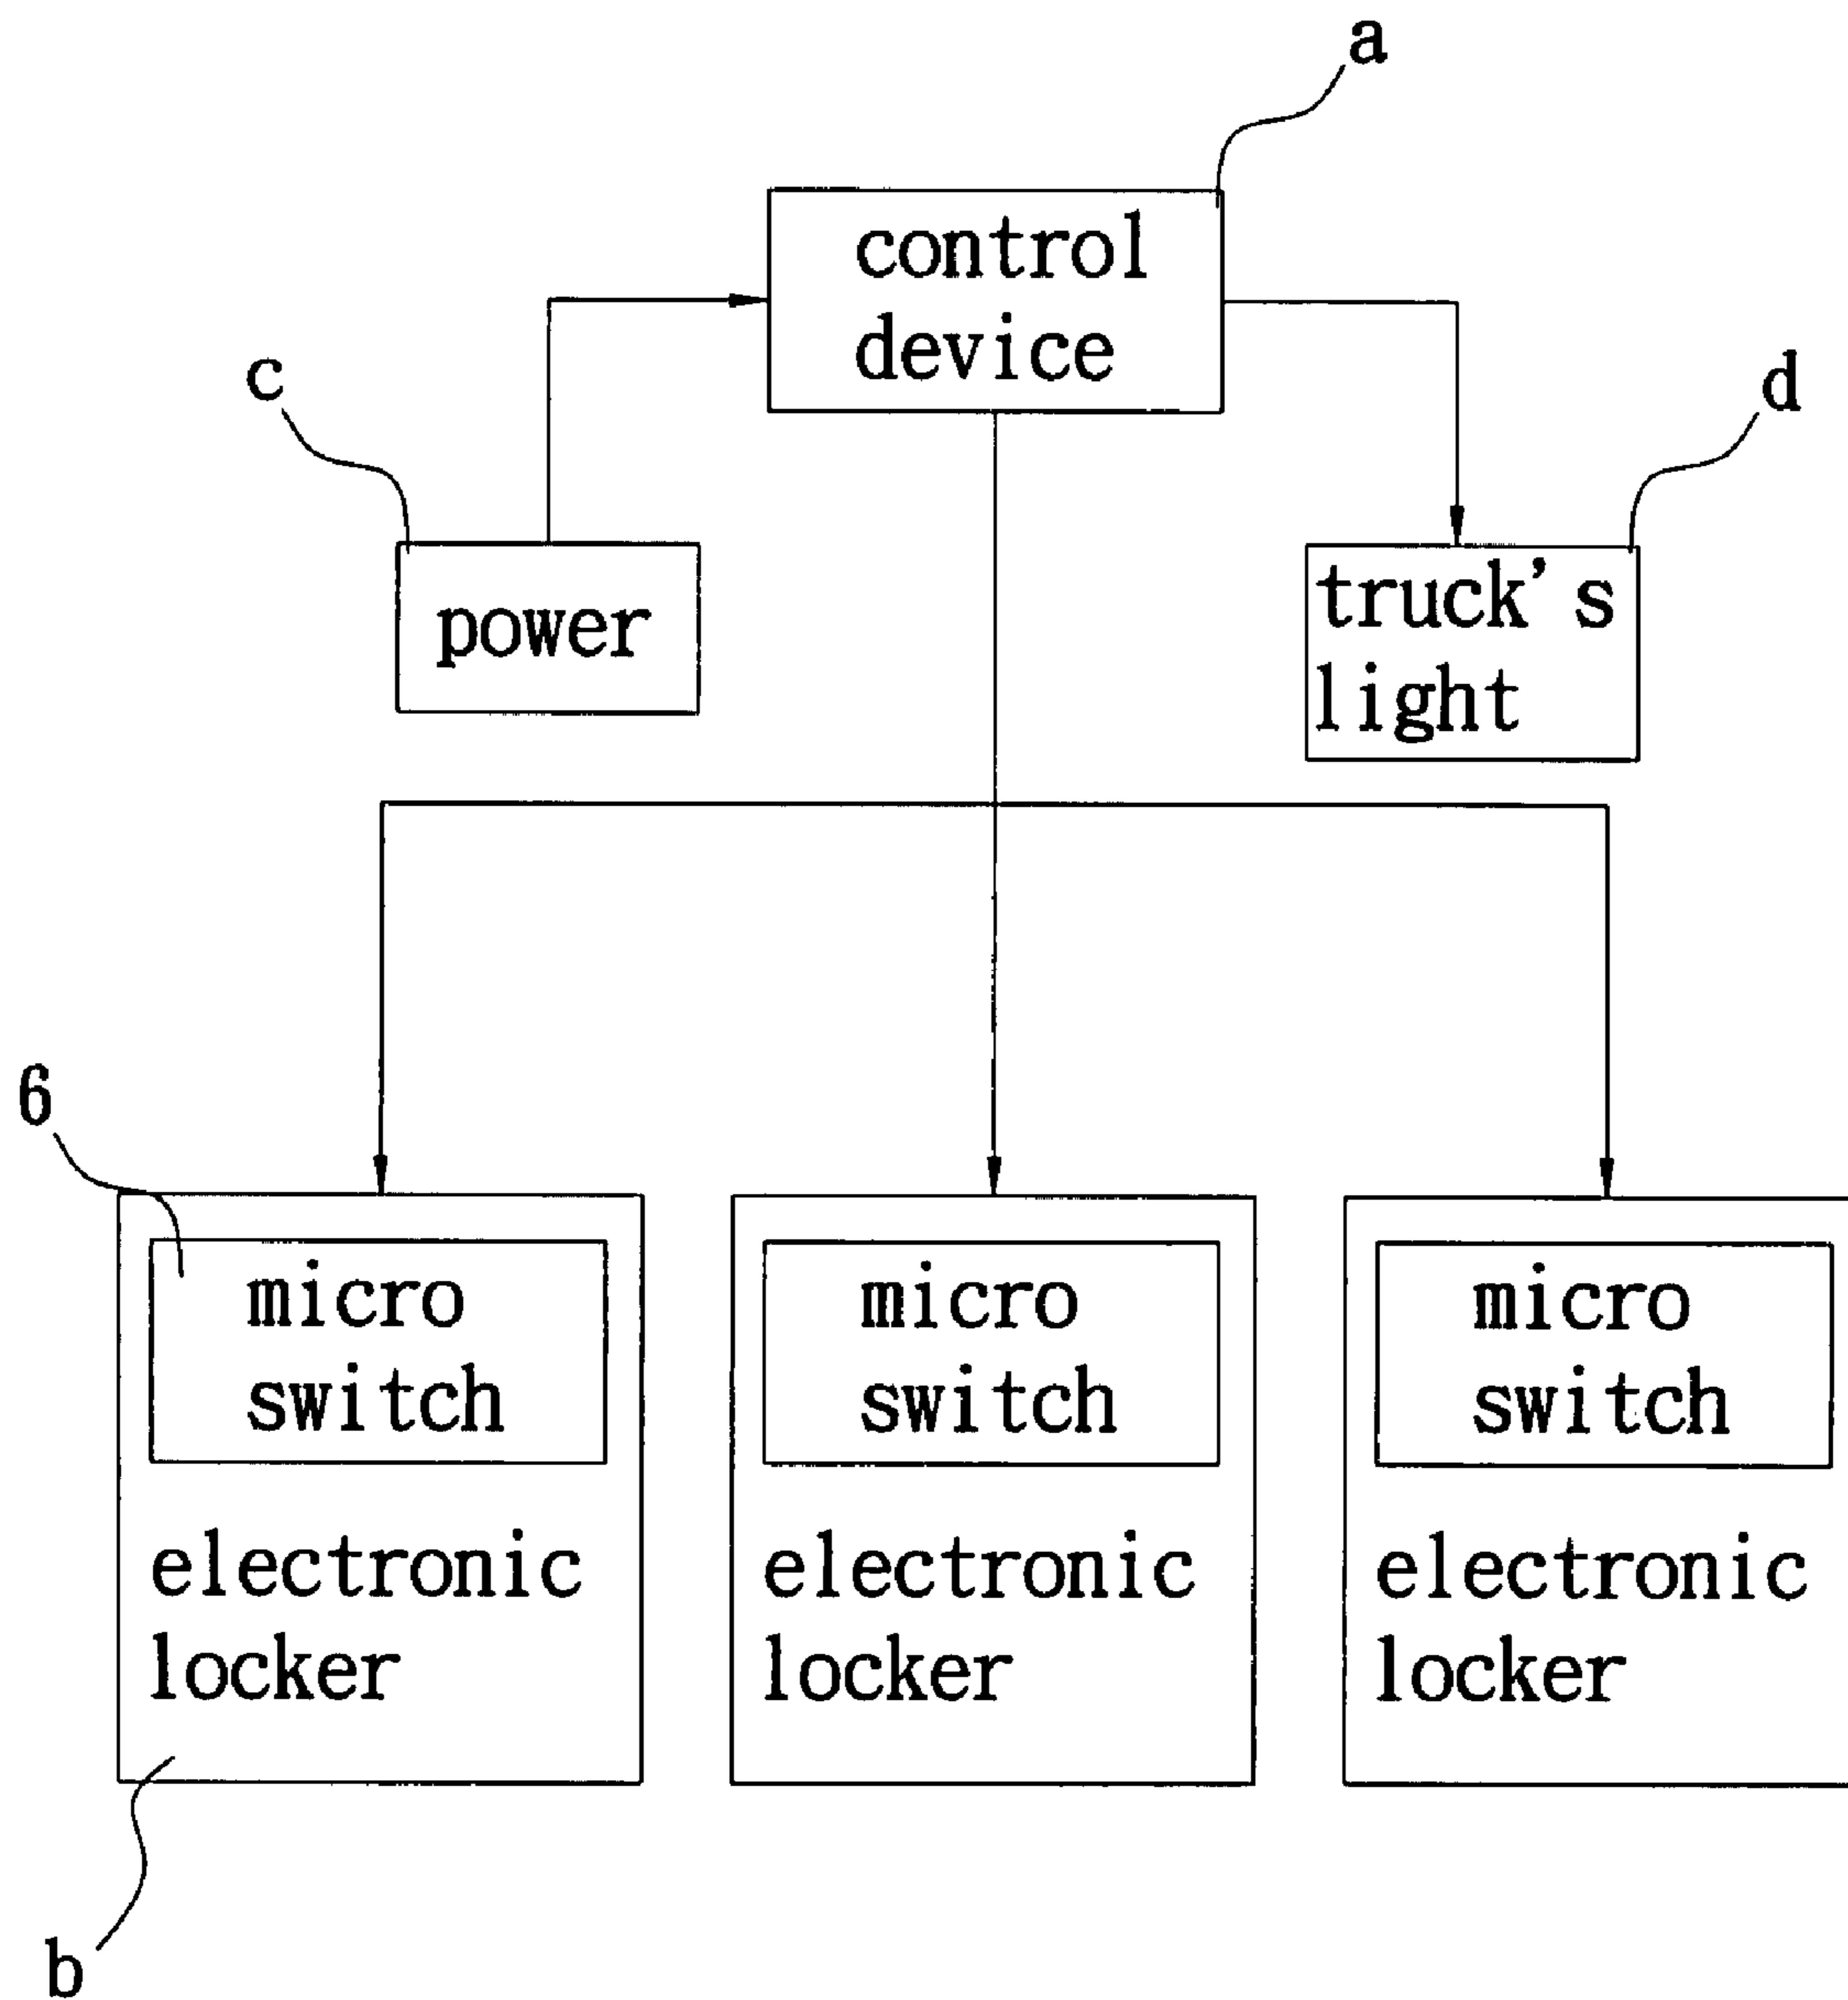 a
control
device
c
d
power
truck's
light
6
micro
switch
electronic
locker
micro
switch
electronic
locker
micro
switch
electronic
locker
b